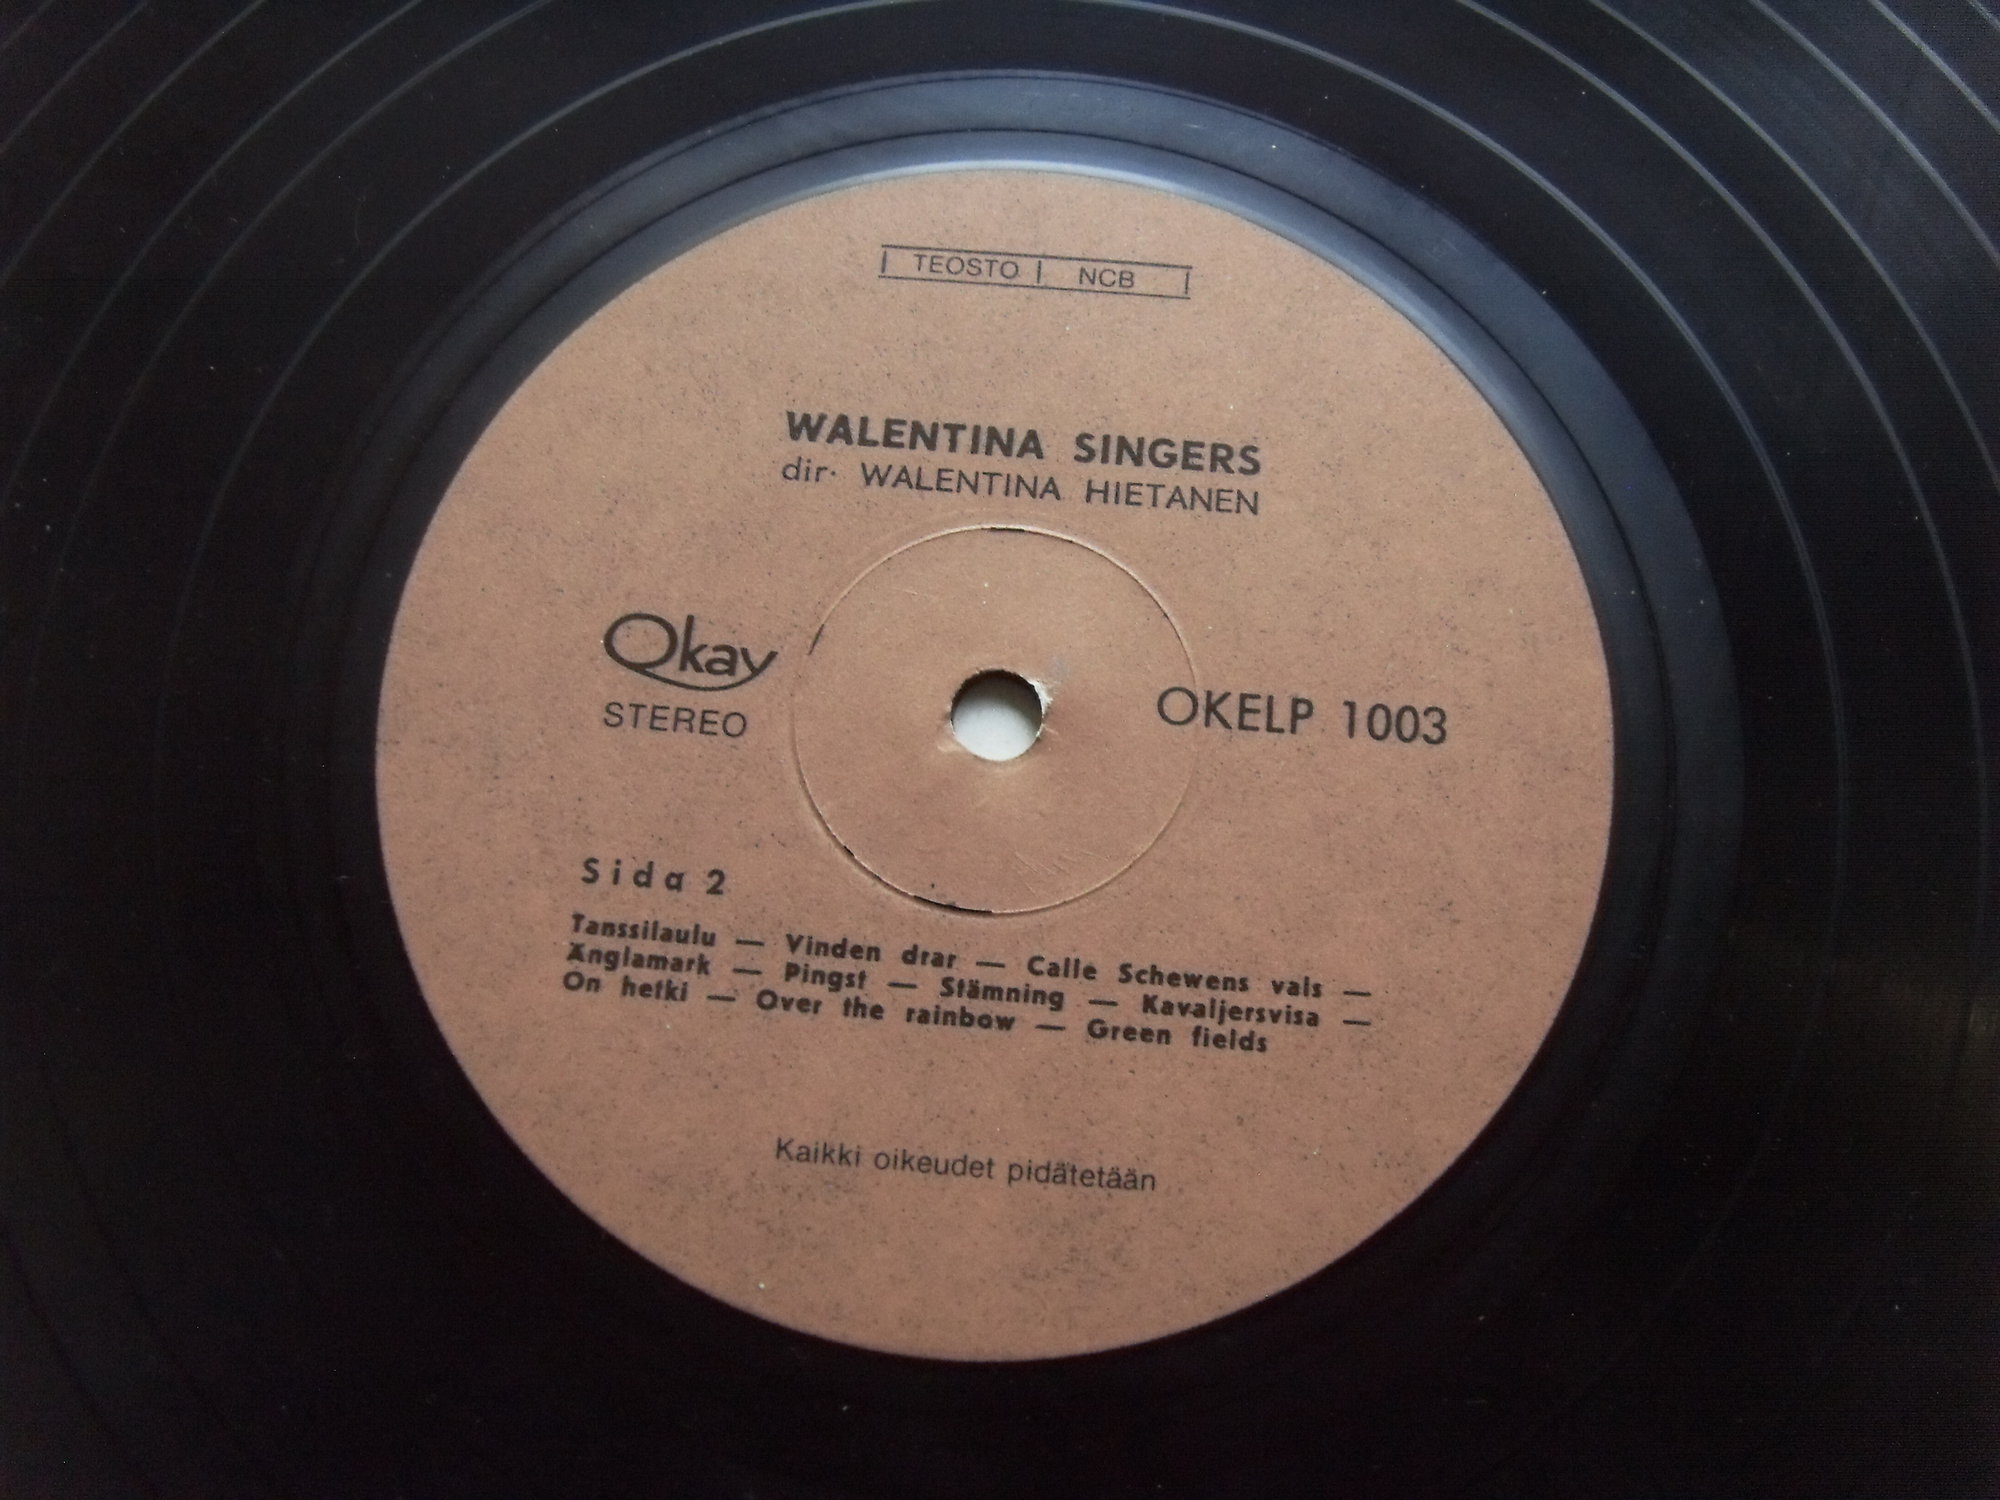 TEOSTO | NCB
WALENTINA SINGERS
dir. WALENTINA HIETANEN
Okay
STEREO
OKELP 1003
Sida 2
Tanssilaulu — Vinden drar — Calle Schewens vals —
Änglamark — Pingst — Stämning — Kavaljersvisa —
On hetki — Over the rainbow — Green fields
Kaikki oikeudet pidätetään